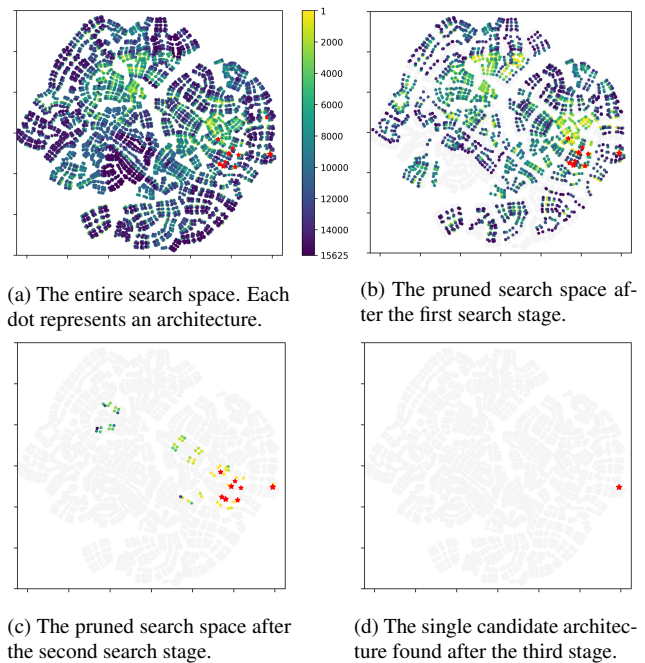 1
2000
4000
6000
8000
10000
12000
14000
15625
(a) The entire search space. Each
dot represents an architecture.
(b) The pruned search space af-
ter the first search stage.
(c) The pruned search space after
the second search stage.
(d) The single candidate architec-
ture found after the third stage.